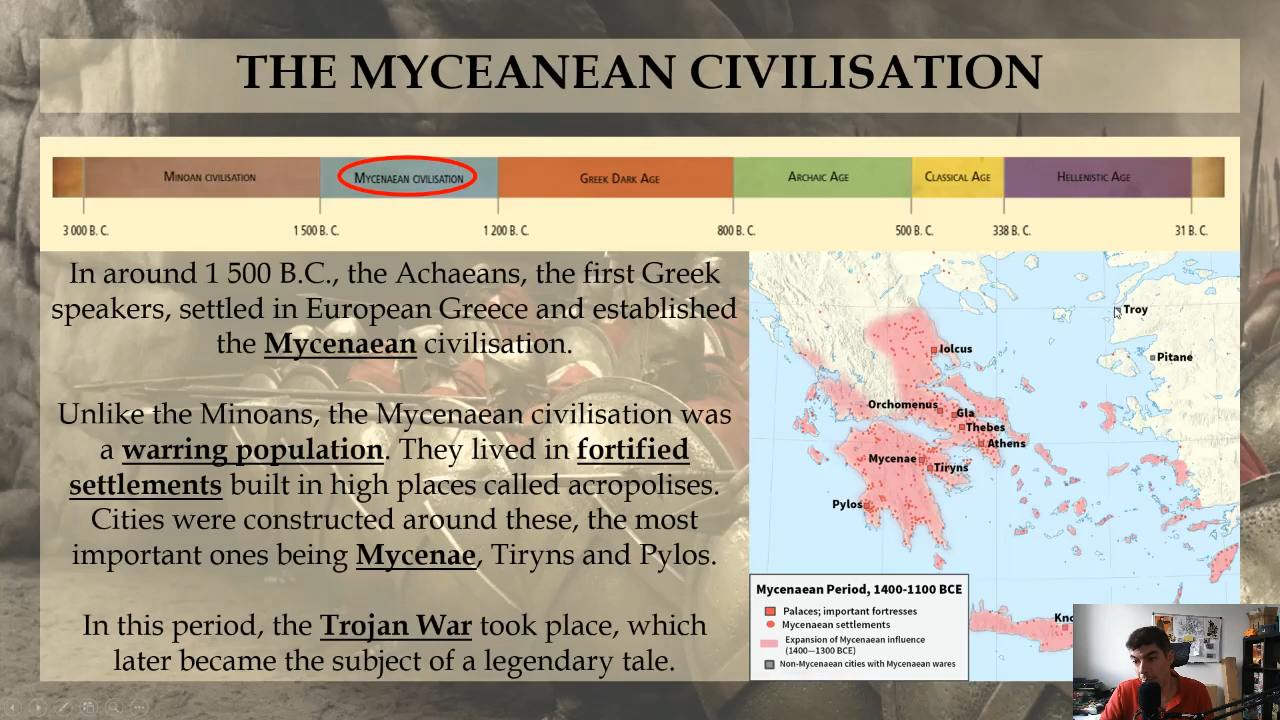 THE MYCEANEAN CIVILISATION
MINOAN CIVILISATION
MYCENAEAN CIVILISATION
GREEK DARK AGE
ARCHAIC AGE
CLASSICAL AGE
HELLENISTIC AGE
3 000 B. C.
1 500 B. C.
1 200 B. C.
800 B. C.
500 B. C.
338 B. C.
31 B. C.
In around 1 500 B.C., the Achaeans, the first Greek
speakers, settled in European Greece and established
the Mycenaean civilisation.
Unlike the Minoans, the Mycenaean civilisation was
a warring population. They lived in fortified
settlements built in high places called acropolises.
Cities were constructed around these, the most
important ones being Mycenae, Tiryns and Pylos.
In this period, the Trojan War took place, which
later became the subject of a legendary tale.
Troy
Iolcus
Pitane
Orchomenus
Gla
Thebes
Athens
Mycenae
Tiryns
Pylos
Kno
Mycenaean Period, 1400-1100 BCE
Palaces; important fortresses
Mycenaean settlements
Expansion of Mycenaean influence
(1400—1300 BCE)
Non-Mycenaean cities with Mycenaean wares